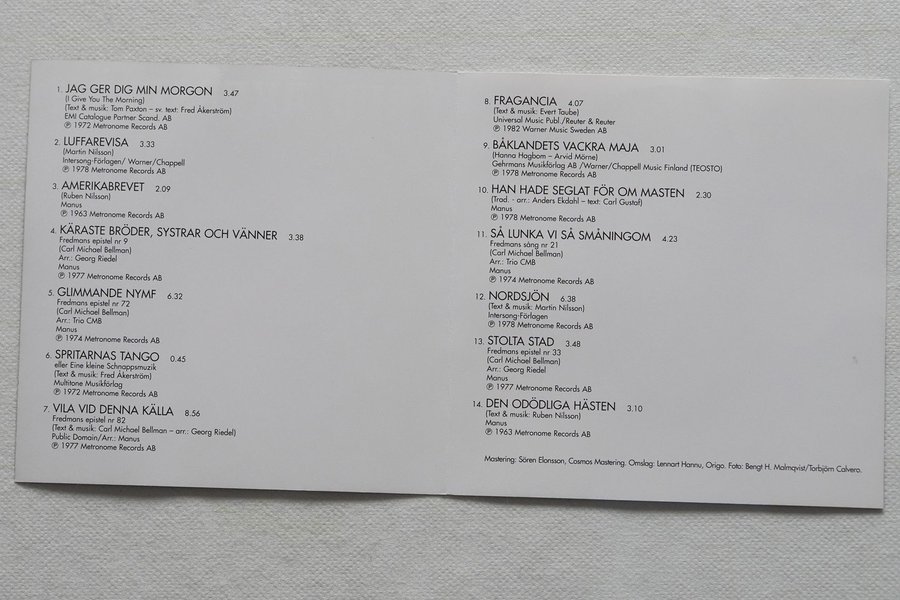 1. JAG GER DIG MIN MORGON 3.47
(I Give You The Morning)
(Text & musik: Tom Paxton – sv. text: Fred Åkerström)
EMI Catalogue Partner Scand. AB
℗ 1972 Metronome Records AB
2. LUFFAREVISA 3.33
(Martin Nilsson)
Intersong-Förlagen/ Warner/Chappell
℗ 1978 Metronome Records AB
3. AMERIKABREVET 2.09
(Ruben Nilsson)
Manus
℗ 1963 Metronome Records AB
4. KÄRASTE BRÖDER, SYSTRAR OCH VÄNNER 3.38
Fredmans epistel nr 9
(Carl Michael Bellman)
Arr.: Georg Riedel
Manus
℗ 1977 Metronome Records AB
5. GLIMMANDE NYMF 6.32
Fredmans epistel nr 72
(Carl Michael Bellman)
Arr.: Trio CMB
Manus
℗ 1974 Metronome Records AB
6. SPRITARNAS TANGO 0.45
eller Eine kleine Schnappsmuzik
(Text & musik: Fred Åkerström)
Multitone Musikförlag
℗ 1972 Metronome Records AB
7. VILA VID DENNA KÄLLA 8.56
Fredmans epistel nr 82
(Text & musik: Carl Michael Bellman – arr.: Georg Riedel)
Public Domain/Arr.: Manus
℗ 1977 Metronome Records AB
8. FRAGANCIA 4.07
(Text & musik: Evert Taube)
Universal Music Publ./Reuter & Reuter
℗ 1982 Warner Music Sweden AB
9. BÅKLANDETS VACKRA MAJA 3.01
(Hanna Hagbom – Arvid Mörne)
Gehrmans Musikförlag AB /Warner/Chappell Music Finland (TEOSTO)
℗ 1978 Metronome Records AB
10. HAN HADE SEGLAT FÖR OM MASTEN 2.30
(Trad. - arr.: Anders Ekdahl – text: Carl Gustaf)
Manus
℗ 1978 Metronome Records AB
11. SÅ LUNKA VI SÅ SMÅNINGOM 4.23
Fredmans sång nr 21
(Carl Michael Bellman)
Arr.: Trio CMB
Manus
℗ 1974 Metronome Records AB
12. NORDSJÖN 6.38
(Text & musik: Martin Nilsson)
Intersong-Förlagen
℗ 1978 Metronome Records AB
13. STOLTA STAD 3.48
Fredmans epistel nr 33
(Carl Michael Bellman)
Arr.: Georg Riedel
Manus
℗ 1977 Metronome Records AB
14. DEN ODÖDLIGA HÄSTEN 3.10
(Text & musik: Ruben Nilsson)
Manus
℗ 1963 Metronome Records AB
Mastering: Sören Elonsson, Cosmos Mastering. Omslag: Lennart Hannu, Origo. Foto: Bengt H. Malmqvist/Torbjörn Calvero.